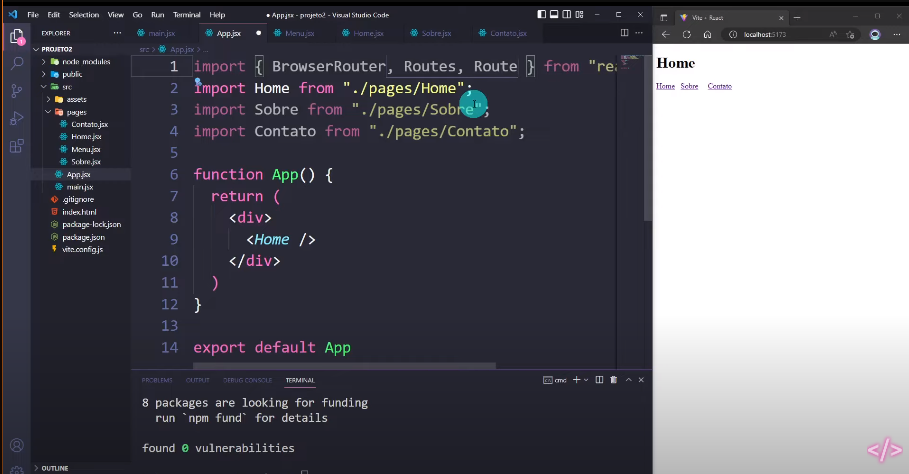 File Edit Selection View Go Run Terminal Help
● App.jsx - projeto2 - Visual Studio Code
EXPLORER
PROJETO2
node_modules
public
src
assets
pages
Contato.jsx
Home.jsx
Menu.jsx
Sobre.jsx
App.jsx
main.jsx
.gitignore
index.html
package-lock.json
package.json
vite.config.js
OUTLINE
1
main.jsx App.jsx Menu.jsx Home.jsx Sobre.jsx Contato.jsx
src > App.jsx > ...
1 import { BrowserRouter, Routes, Route } from "rea
2 import Home from "./pages/Home";
3 import Sobre from "./pages/Sobre";
4 import Contato from "./pages/Contato";
5
6 function App() {
7 return (
8 <div>
9 <Home />
10 </div>
11 )
12 }
13
14 export default App
PROBLEMS OUTPUT DEBUG CONSOLE TERMINAL
cmd
8 packages are looking for funding
run `npm fund` for details
found 0 vulnerabilities
Vite + React
localhost:5173
Home
Home Sobre Contato
</>